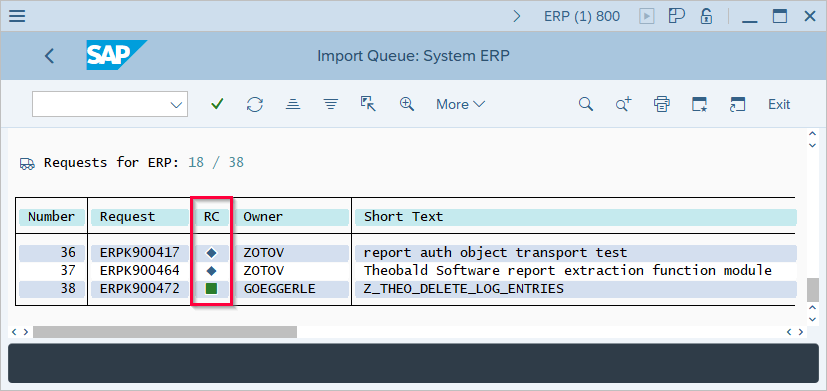 ERP (1) 800
SAP
Import Queue: System ERP
More
Exit
Requests for ERP: 18 / 38
Number Request RC Owner Short Text
36 ERPK900417 ZOTOV report auth object transport test
37 ERPK900464 ZOTOV Theobald Software report extraction function module
38 ERPK900472 GOEGGERLE Z_THEO_DELETE_LOG_ENTRIES